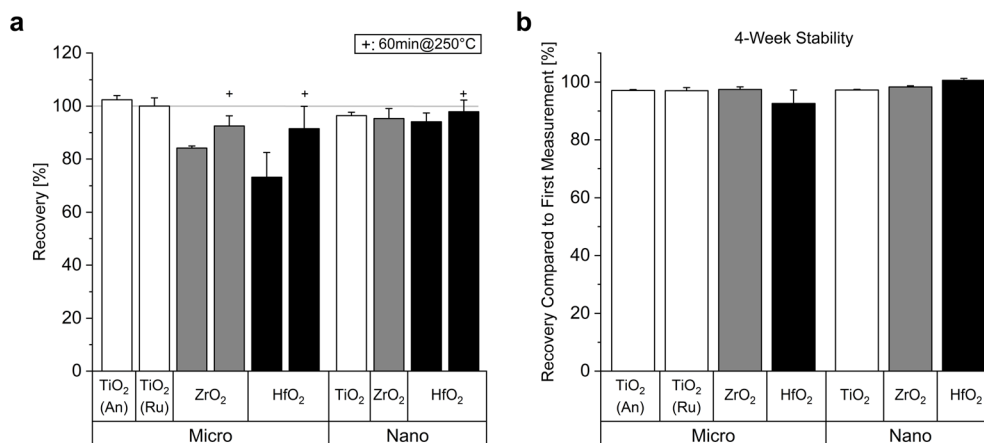 a
+: 60min@250°C
Recovery [%]
120
100
80
60
40
20
0
+
+
+
TiO2 (An)
TiO2 (Ru)
ZrO2
HfO2
TiO2
ZrO2
HfO2
Micro
Nano
b
4-Week Stability
Recovery Compared to First Measurement [%]
100
80
60
40
20
0
TiO2 (An)
TiO2 (Ru)
ZrO2
HfO2
TiO2
ZrO2
HfO2
Micro
Nano